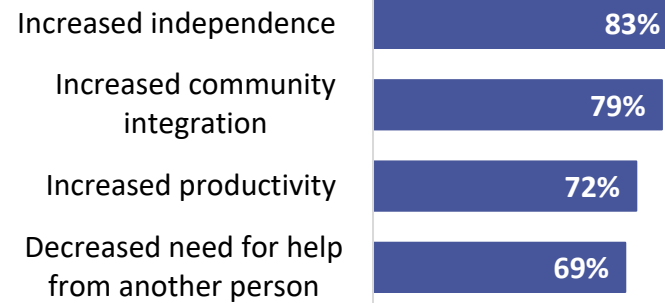 Increased independence 83%
Increased community
integration 79%
Increased productivity 72%
Decreased need for help
from another person 69%